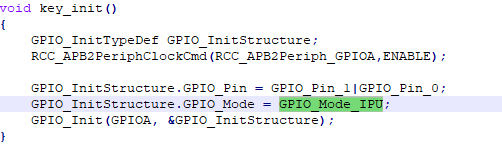 void key_init()
{
GPIO_InitTypeDef GPIO_InitStructure;
RCC_APB2PeriphClockCmd(RCC_APB2Periph_GPIOA,ENABLE);
GPIO_InitStructure.GPIO_Pin = GPIO_Pin_1|GPIO_Pin_0;
GPIO_InitStructure.GPIO_Mode = GPIO_Mode_IPU;
GPIO_Init(GPIOA, &GPIO_InitStructure);
}